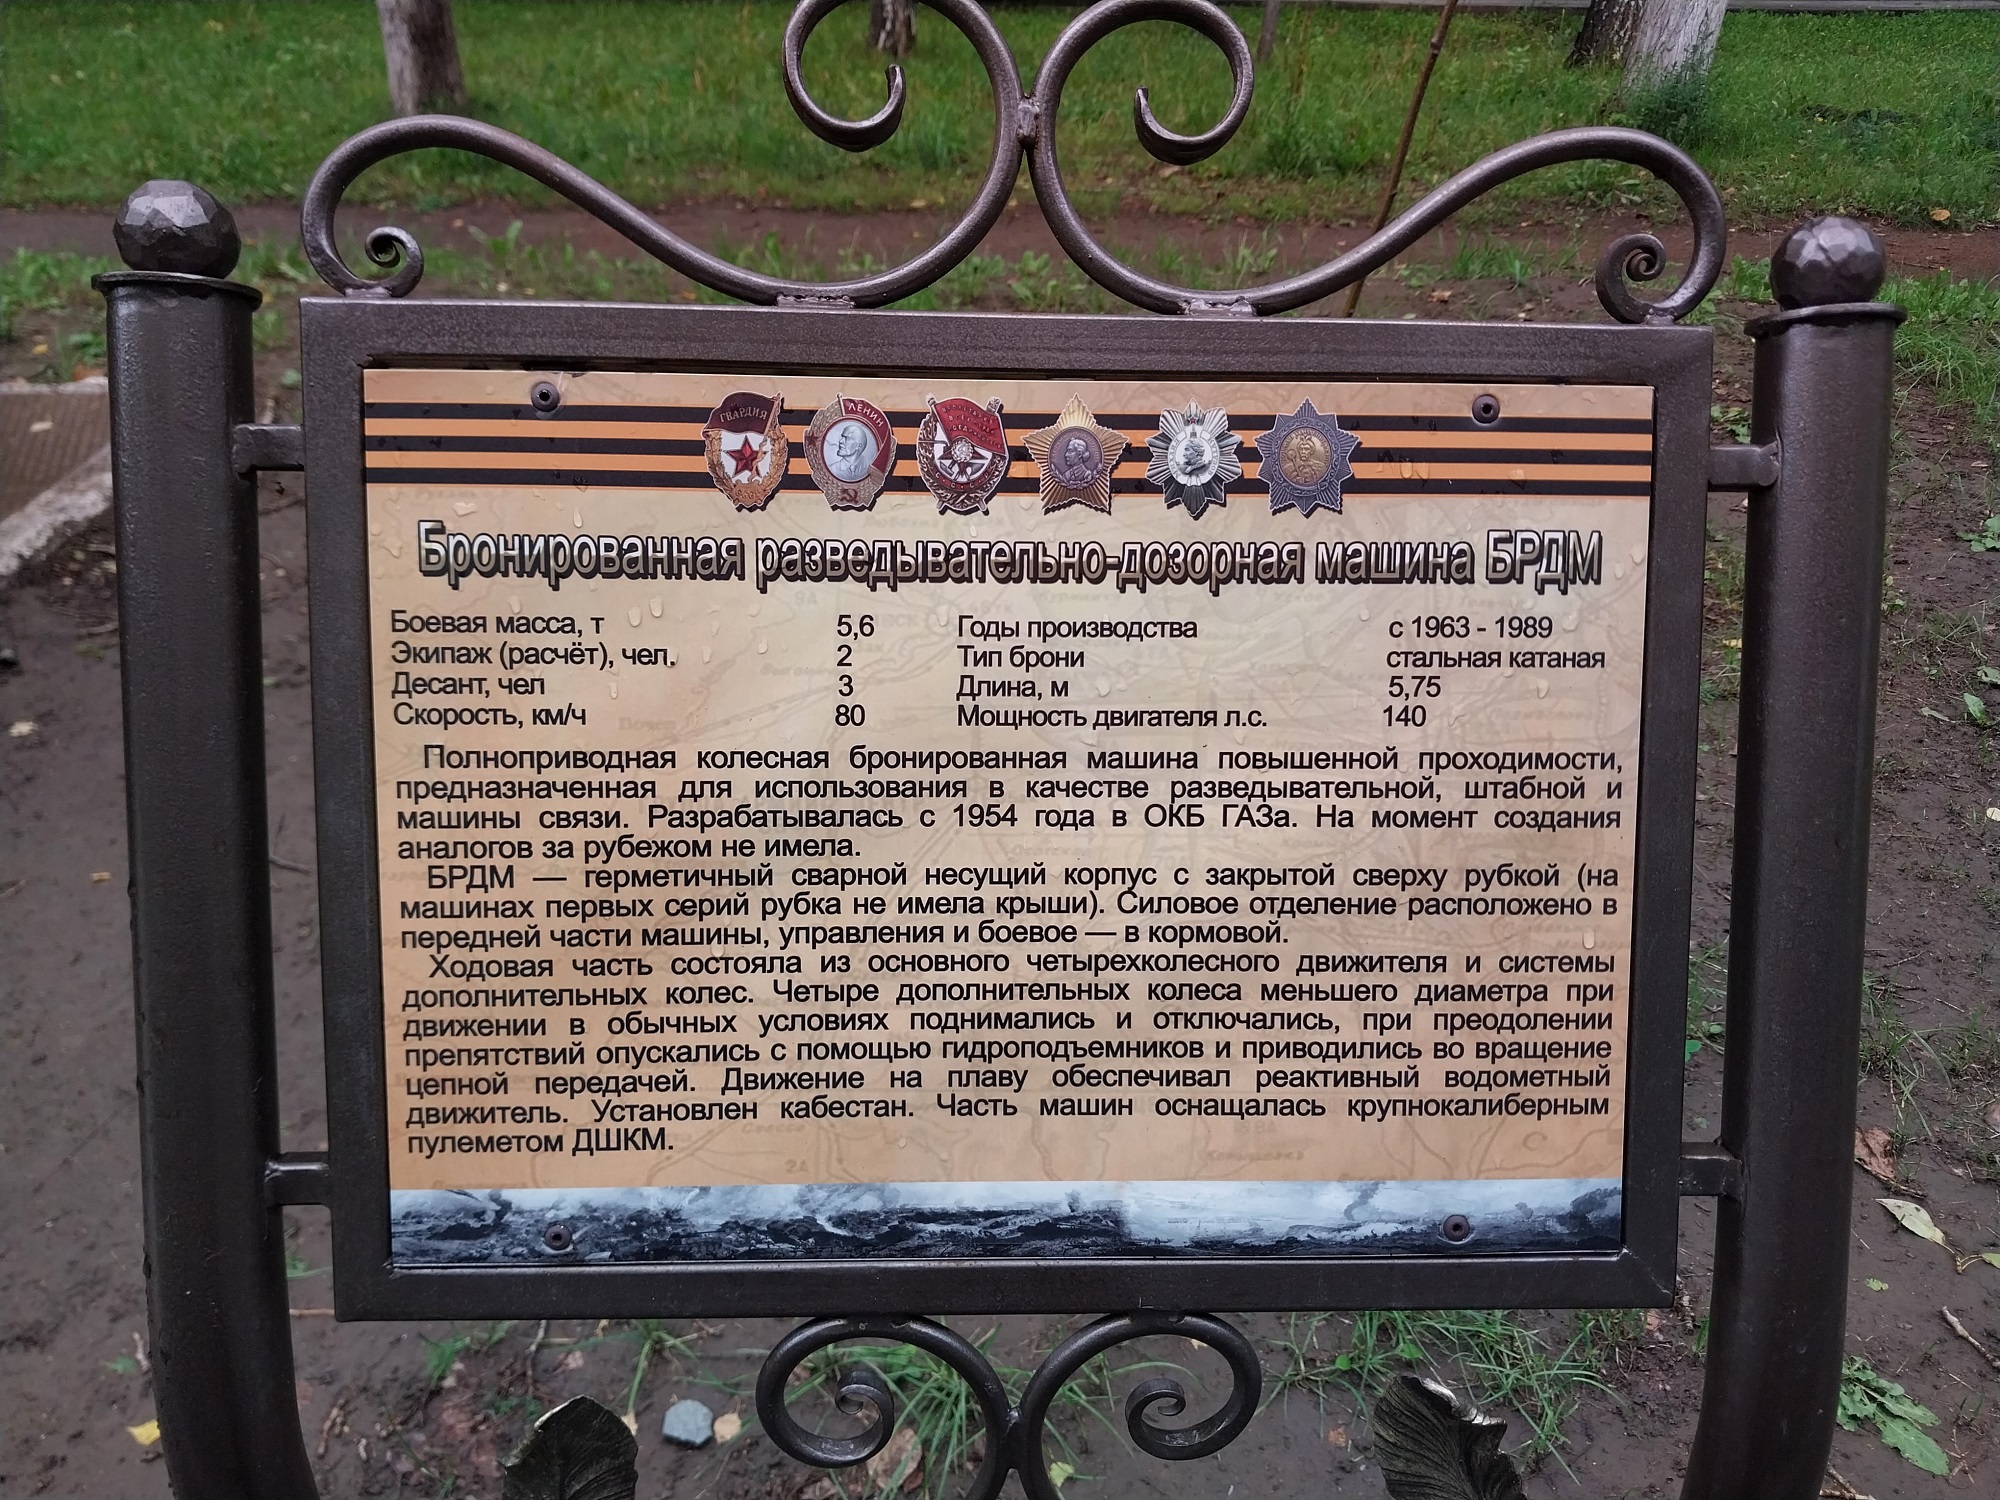 ГВАРДИЯ
ЛЕНИН
Бронированная разведывательно-дозорная машина БРДМ
Боевая масса, т 5,6 Годы производства с 1963 - 1989
Экипаж (расчёт), чел. 2 Тип брони стальная катаная
Десант, чел 3 Длина, м 5,75
Скорость, км/ч 80 Мощность двигателя л.с. 140
Полноприводная колесная бронированная машина повышенной проходимости,
предназначенная для использования в качестве разведывательной, штабной и
машины связи. Разрабатывалась с 1954 года в ОКБ ГАЗа. На момент создания
аналогов за рубежом не имела.
БРДМ — герметичный сварной несущий корпус с закрытой сверху рубкой (на
машинах первых серий рубка не имела крыши). Силовое отделение расположено в
передней части машины, управления и боевое — в кормовой.
Ходовая часть состояла из основного четырехколесного движителя и системы
дополнительных колес. Четыре дополнительных колеса меньшего диаметра при
движении в обычных условиях поднимались и отключались, при преодолении
препятствий опускались с помощью гидроподъемников и приводились во вращение
цепной передачей. Движение на плаву обеспечивал реактивный водометный
движитель. Установлен кабестан. Часть машин оснащалась крупнокалиберным
пулеметом ДШКМ.